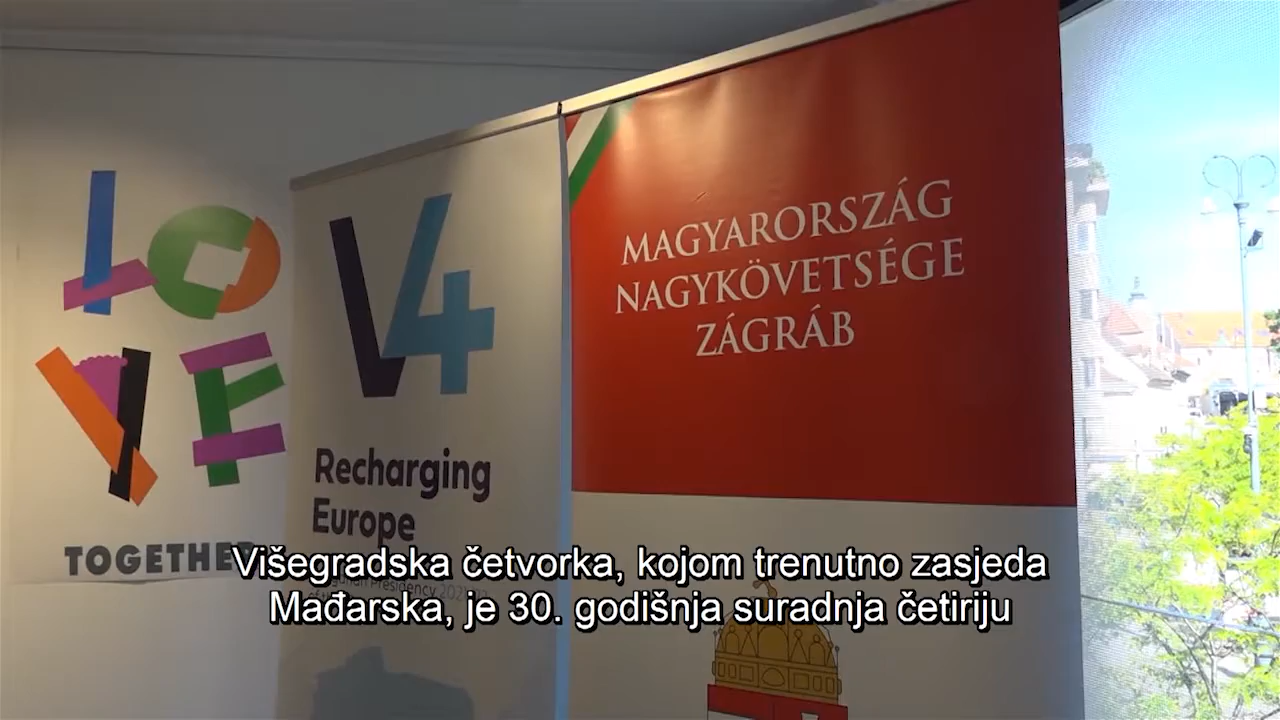 LOVE
TOGETHER
V4
Recharging
Europe
Presidency
MAGYARORSZÁG
NAGYKÖVETSÉGE
ZÁGRÁB
Višegradska četvorka, kojom trenutno zasjeda
Mađarska, je 30. godišnja suradnja četiriju